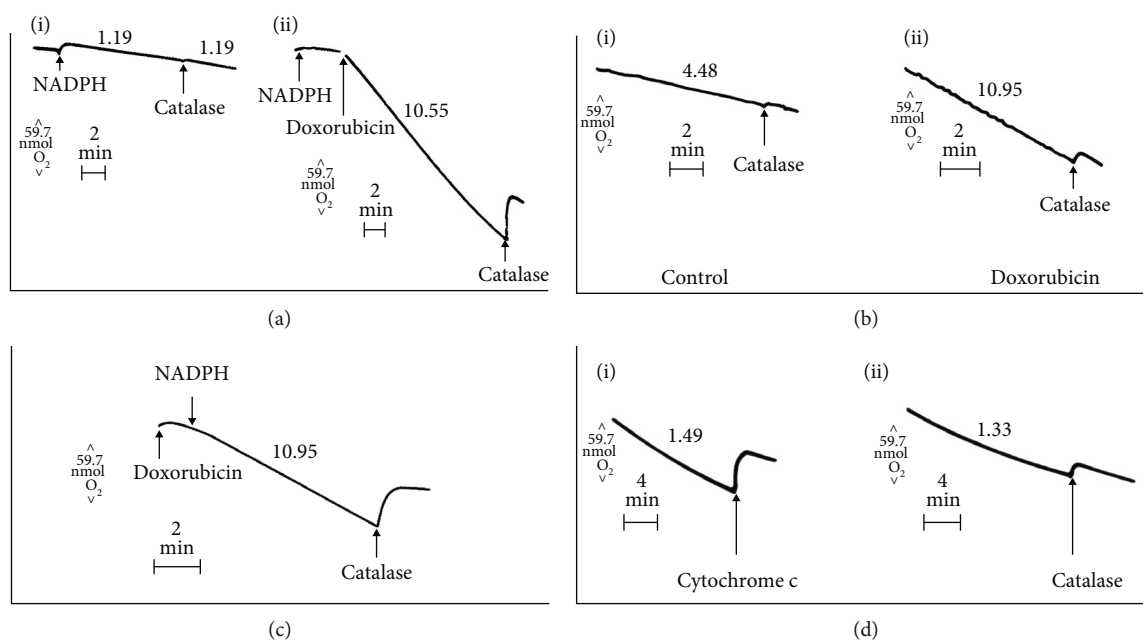 (i)
1.19
1.19
NADPH
Catalase
59.7
nmol
O2
2
min
(ii)
NADPH
Doxorubicin
10.55
59.7
nmol
O2
2
min
Catalase
(a)
(i)
4.48
59.7
nmol
O2
2
min
Catalase
Control
(ii)
10.95
59.7
nmol
O2
2
min
Catalase
Doxorubicin
(b)
NADPH
10.95
59.7
nmol
O2
Doxorubicin
2
min
Catalase
(c)
(i)
1.49
59.7
nmol
O2
4
min
Cytochrome c
(ii)
1.33
59.7
nmol
O2
4
min
Catalase
(d)